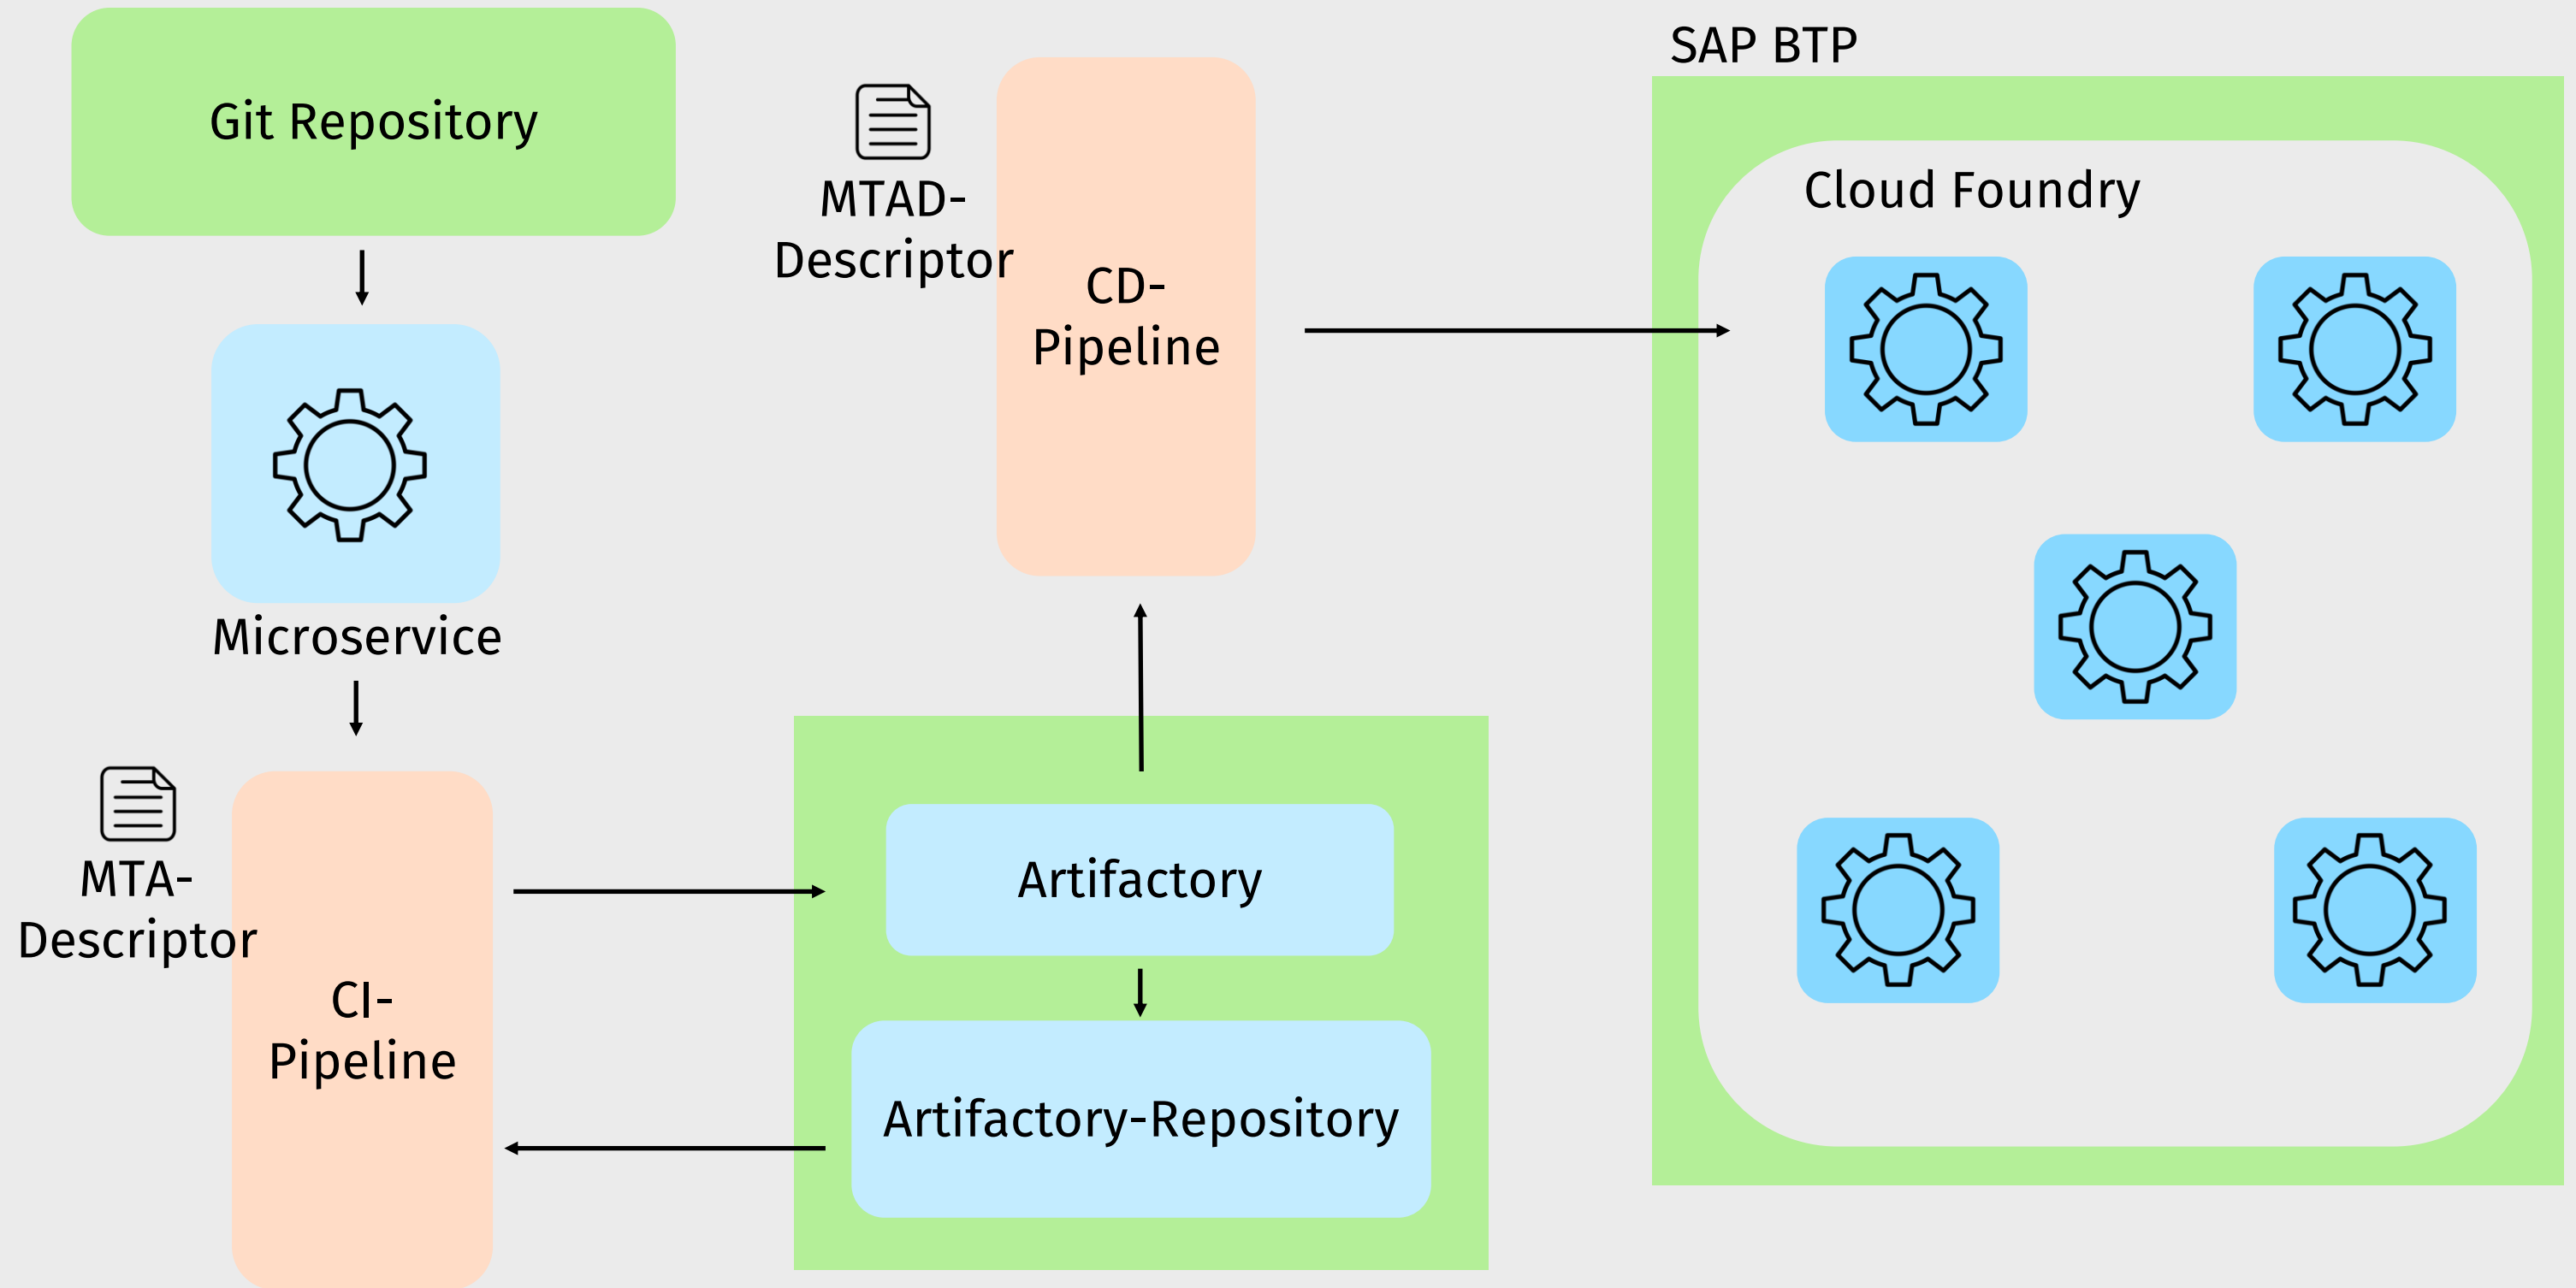 Git Repository
Microservice
MTA-
Descriptor
CI-
Pipeline
MTAD-
Descriptor
CD-
Pipeline
Artifactory
Artifactory-Repository
SAP BTP
Cloud Foundry